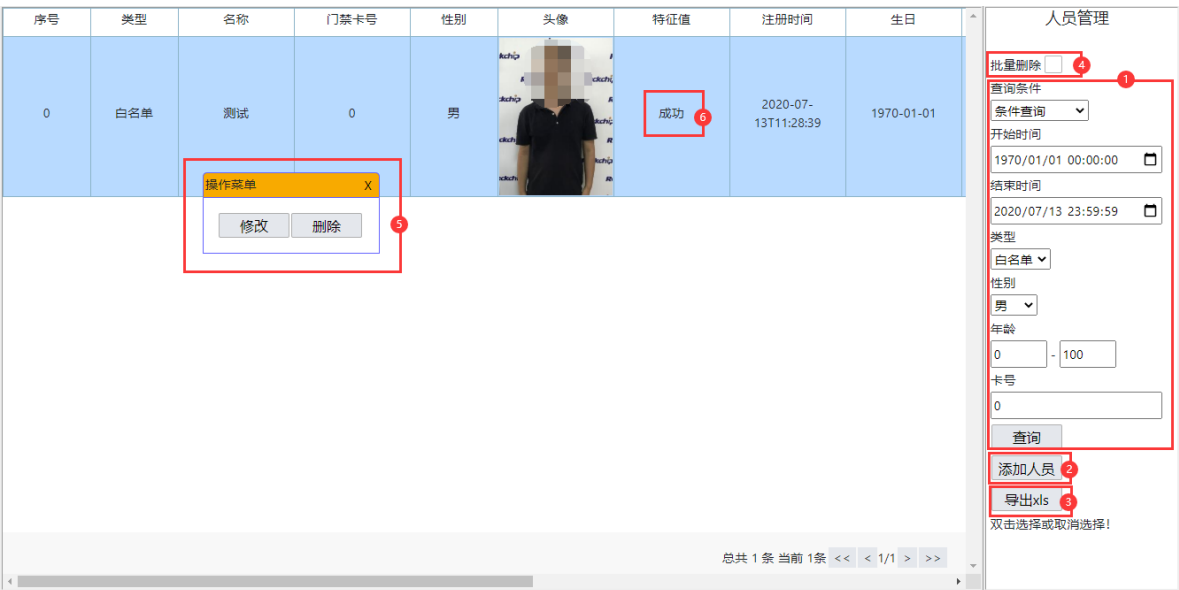 序号 类型 名称 门禁卡号 性别 头像 特征值 注册时间 生日
0 白名单 测试 0 男 成功 6 2020-07-13T11:28:39 1970-01-01
操作菜单 X
修改 删除 5
总共 1 条 当前 1条 << < 1/1 > >>
人员管理
批量删除 4
1
查询条件
条件查询
开始时间
1970/01/01 00:00:00
结束时间
2020/07/13 23:59:59
类型
白名单
性别
男
年龄
0 - 100
卡号
0
查询
添加人员 2
导出xls 3
双击选择或取消选择!